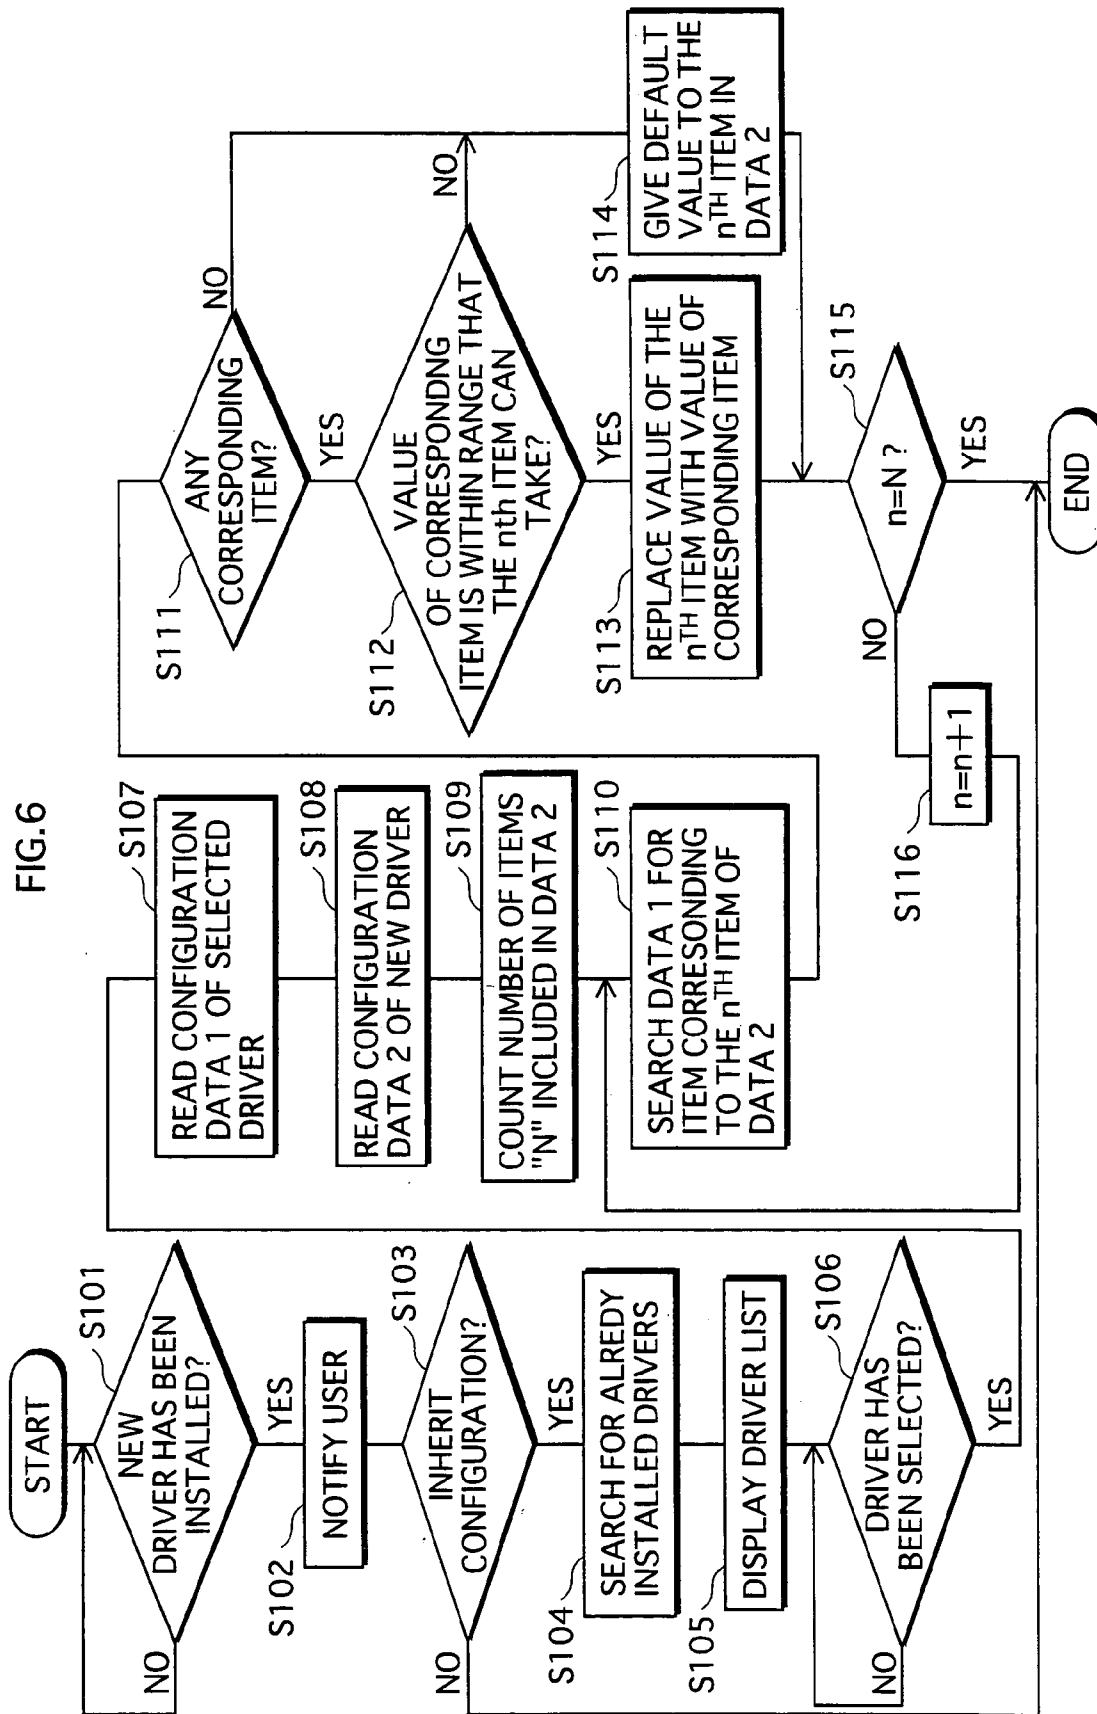 FIG.6
START
S101
NEW
DRIVER HAS BEEN
INSTALLED?
NO
YES
S102
NOTIFY USER
S103
INHERIT
CONFIGURATION?
NO
YES
S104
SEARCH FOR ALREDY
INSTALLED DRIVERS
S105
DISPLAY DRIVER LIST
S106
DRIVER HAS
BEEN SELECTED?
NO
YES
S107
READ CONFIGURATION
DATA 1 OF SELECTED
DRIVER
S108
READ CONFIGURATION
DATA 2 OF NEW DRIVER
S109
COUNT NUMBER OF ITEMS
"N" INCLUDED IN DATA 2
S110
SEARCH DATA 1 FOR
ITEM CORRESONDING
TO THE nTH ITEM OF
DATA 2
S111
ANY
CORRESPONDING
ITEM?
NO
YES
S112
VALUE
OF CORRESPONDNG
ITEM IS WITHIN RANGE THAT
THE nth ITEM CAN
TAKE?
NO
YES
S113
REPLACE VALUE OF THE
nTH ITEM WITH VALUE OF
CORRESPONDING ITEM
S114
GIVE DEFAULT
VALUE TO THE
nTH ITEM IN
DATA 2
S115
n=N?
NO
YES
S116
n=n+1
END